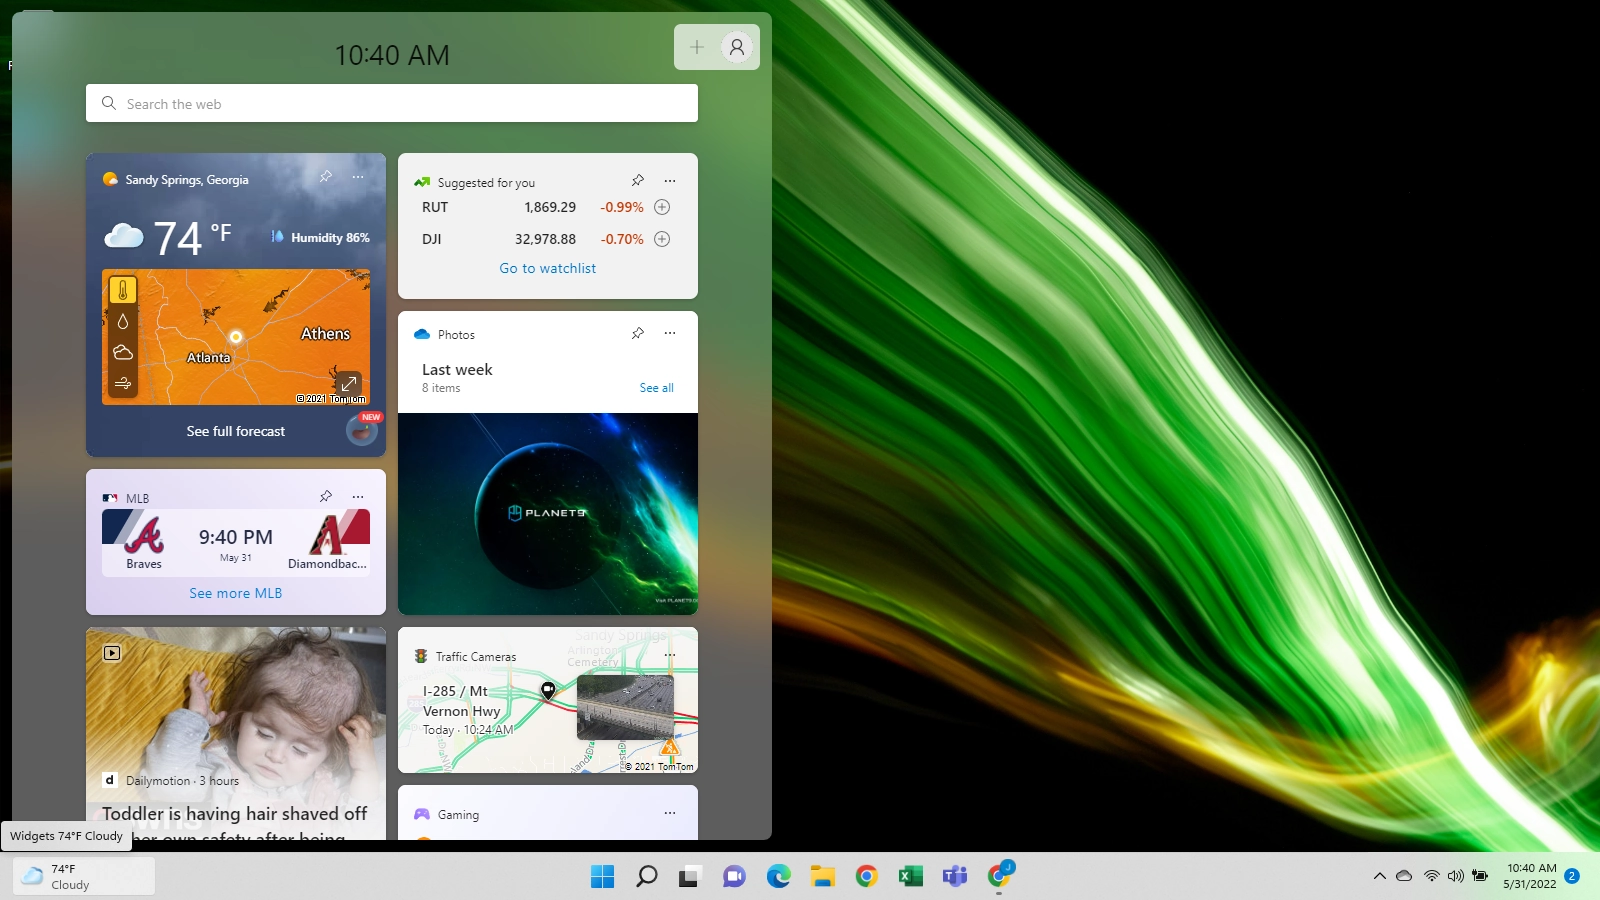 10:40 AM
Search the web
Sandy Springs, Georgia
74 °F
Humidity 86%
Athens
Atlanta
© 2021 TomTom
See full forecast
NEW
Suggested for you
RUT 1,869.29 -0.99%
DJI 32,978.88 -0.70%
Go to watchlist
Photos
Last week
8 items
See all
PLANET9
MLB
9:40 PM
May 31
Braves
Diamondbac...
See more MLB
Traffic Cameras
Sandy Springs
Arlington
Cemetery
I-285 / Mt
Vernon Hwy
Today · 10:24 AM
© 2021 TomTom
d Dailymotion · 3 hours
Toddler is having hair shaved off
her own safety after being
Gaming
Widgets 74°F Cloudy
74°F
Cloudy
10:40 AM
5/31/2022
2